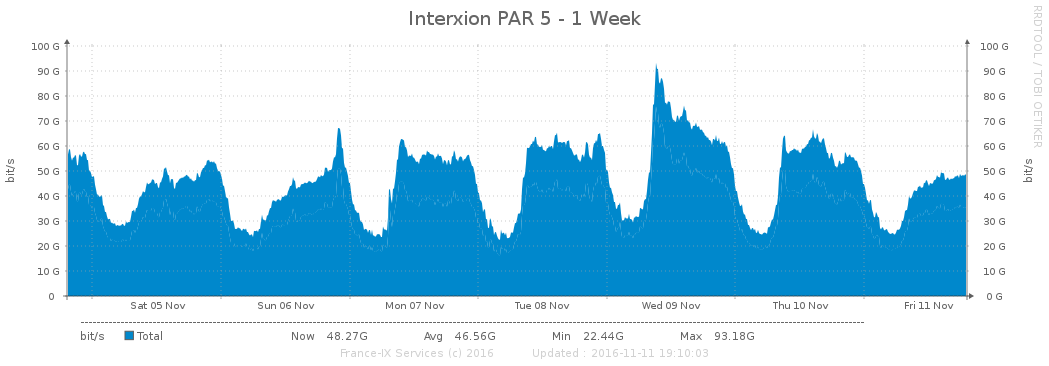 Interxion PAR 5 - 1 Week
RRDTOOL / TOBI OETIKER
bit/s
100 G
90 G
80 G
70 G
60 G
50 G
40 G
30 G
20 G
10 G
0
100 G
90 G
80 G
70 G
60 G
50 G
40 G
30 G
20 G
10 G
0 G
bit/s
Sat 05 Nov Sun 06 Nov Mon 07 Nov Tue 08 Nov Wed 09 Nov Thu 10 Nov Fri 11 Nov
bit/s Total Now 48.27G Avg 46.56G Min 22.44G Max 93.18G
France-IX Services (c) 2016 Updated : 2016-11-11 19:10:03